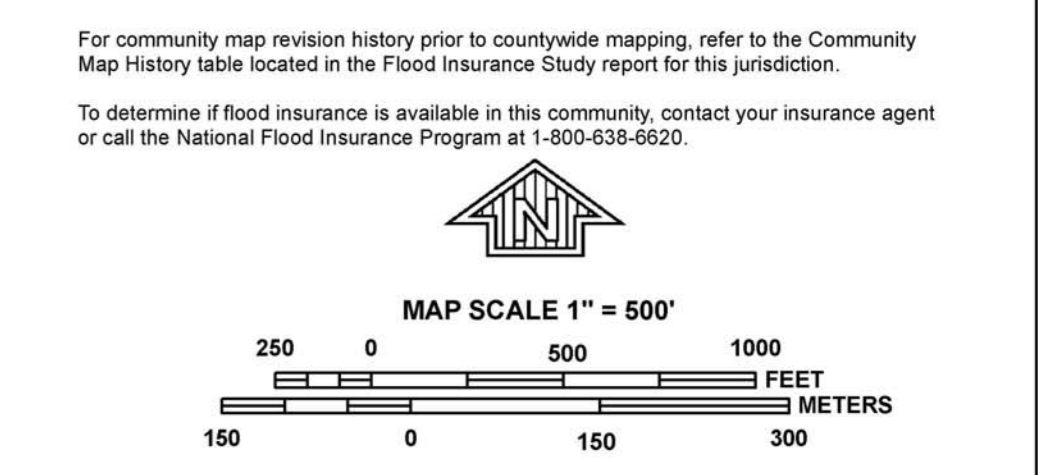 For community map revision history prior to countywide mapping, refer to the Community
Map History table located in the Flood Insurance Study report for this jurisdiction.
To determine if flood insurance is available in this community, contact your insurance agent
or call the National Flood Insurance Program at 1-800-638-6620.
N
MAP SCALE 1" = 500'
250 0 500 1000
FEET
METERS
150 0 150 300